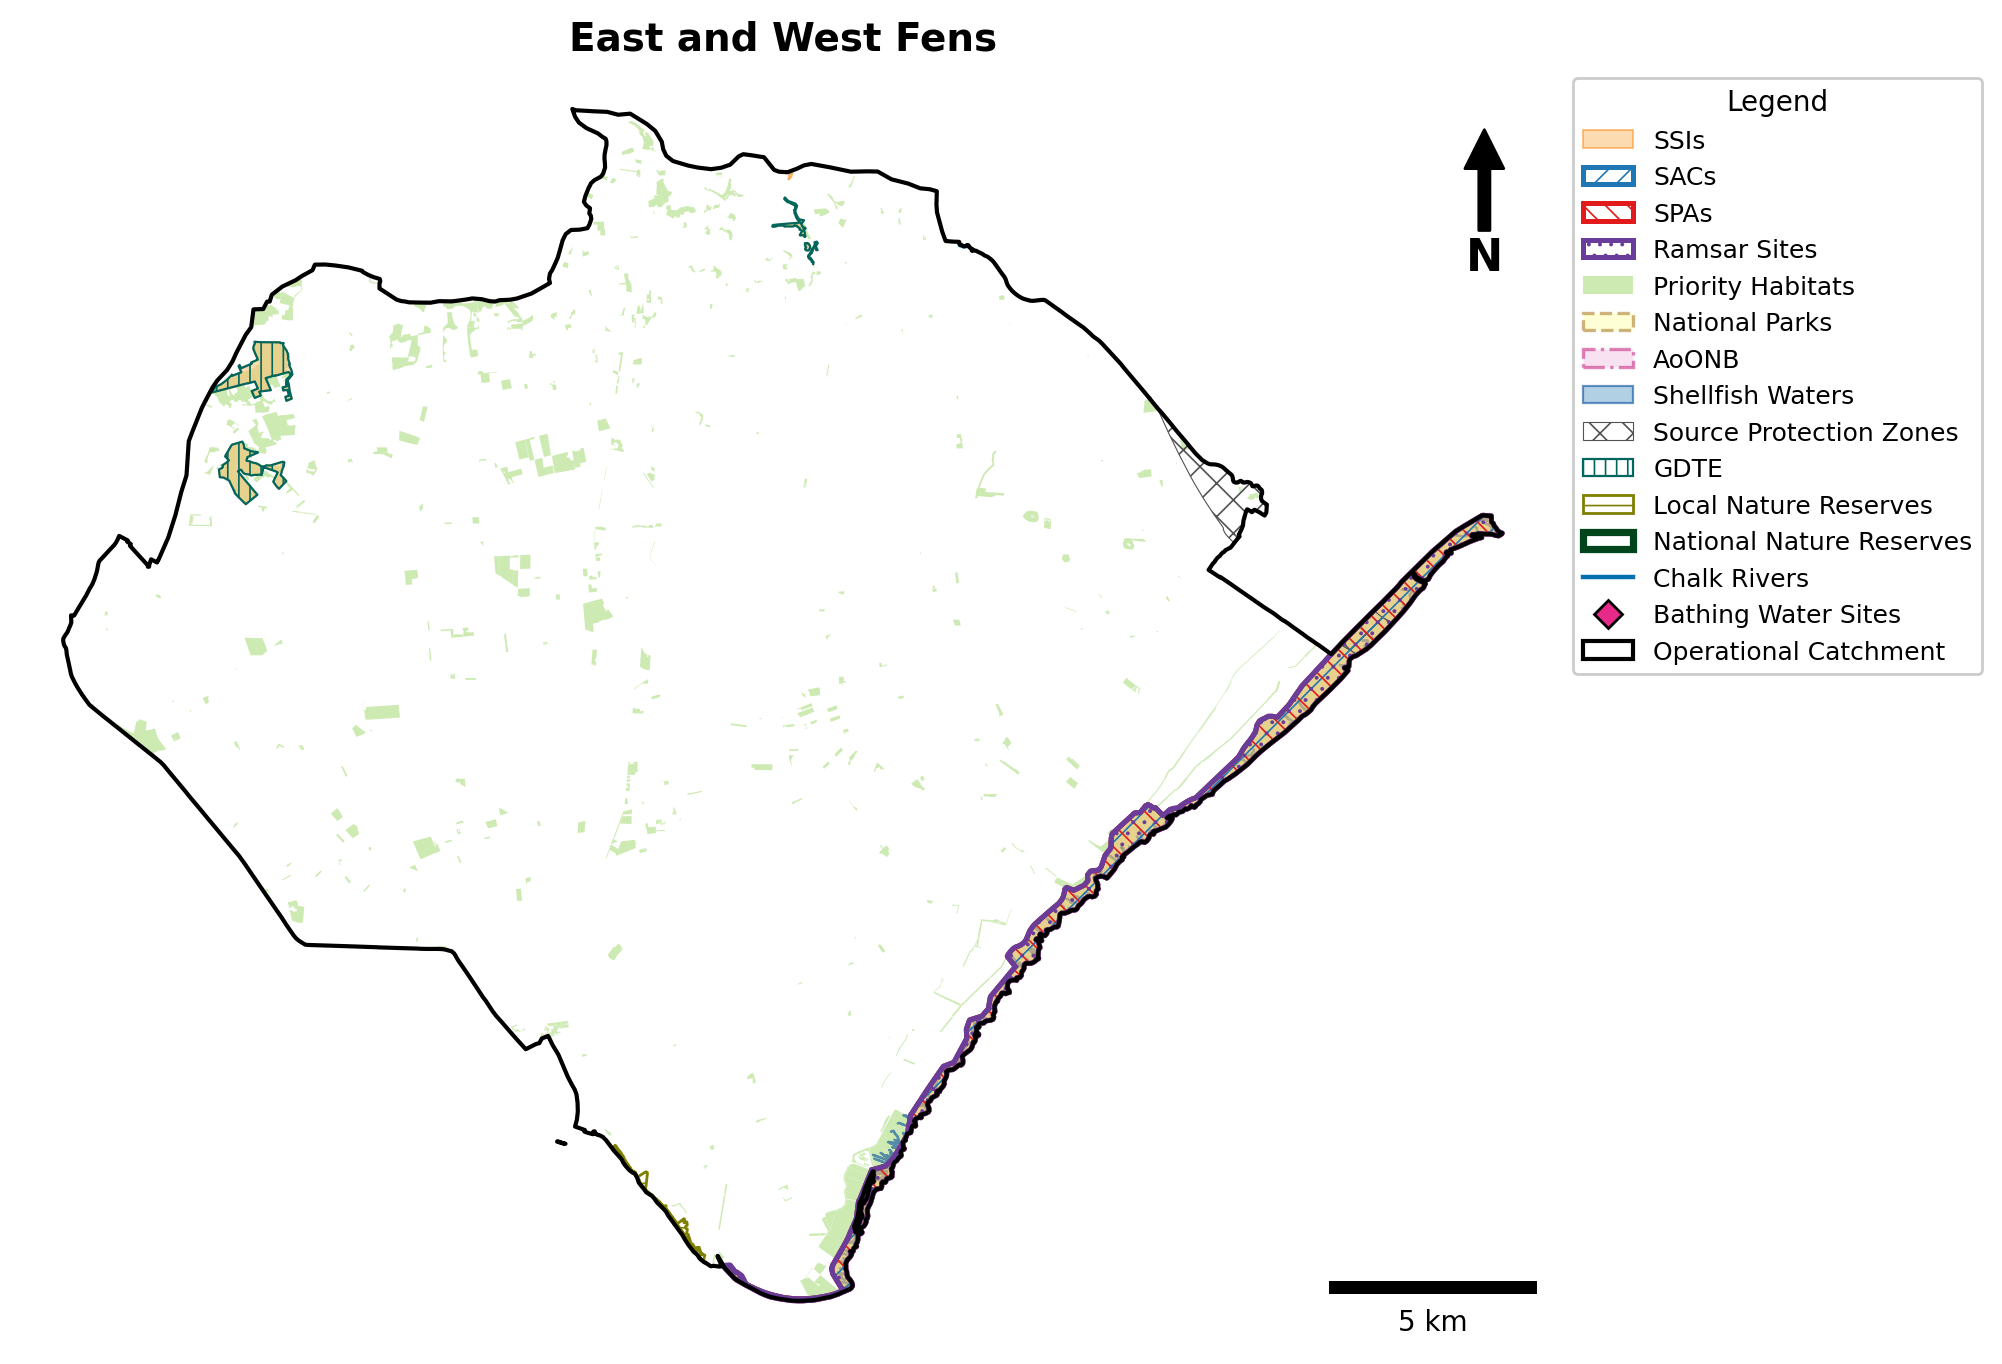 East and West Fens
Legend
SSIs
SACs
SPAs
Ramsar Sites
Priority Habitats
National Parks
AoONB
Shellfish Waters
Source Protection Zones
GDTE
Local Nature Reserves
National Nature Reserves
Chalk Rivers
Bathing Water Sites
Operational Catchment
N
5 km